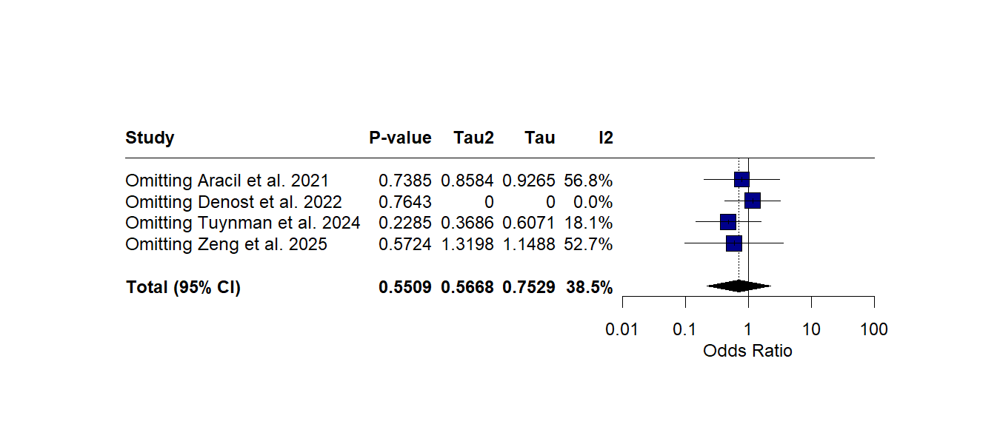 Study P-value Tau2 Tau I2
Omitting Aracil et al. 2021 0.7385 0.8584 0.9265 56.8%
Omitting Denost et al. 2022 0.7643 0 0 0.0%
Omitting Tuynman et al. 2024 0.2285 0.3686 0.6071 18.1%
Omitting Zeng et al. 2025 0.5724 1.3198 1.1488 52.7%
Total (95% CI) 0.5509 0.5668 0.7529 38.5%
0.01 0.1 1 10 100
Odds Ratio